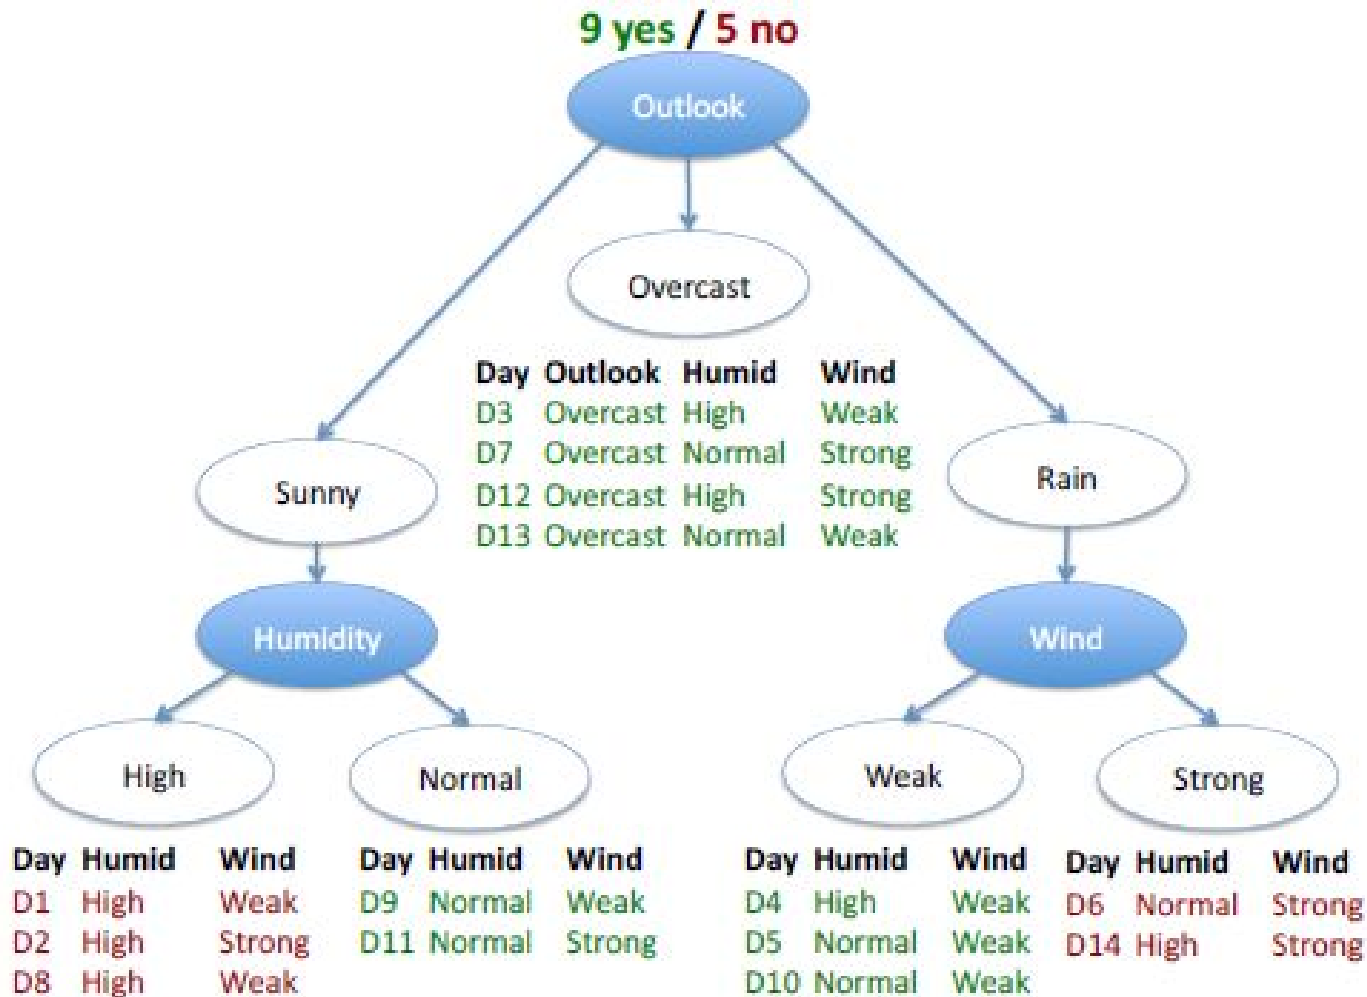 9 yes / 5 no
Outlook
Overcast
Day Outlook Humid Wind
D3 Overcast High Weak
D7 Overcast Normal Strong
D12 Overcast High Strong
D13 Overcast Normal Weak
Sunny
Rain
Humidity
Wind
High
Normal
Weak
Strong
Day Humid Wind
D1 High Weak
D2 High Strong
D8 High Weak
Day Humid Wind
D9 Normal Weak
D11 Normal Strong
Day Humid Wind
D4 High Weak
D5 Normal Weak
D10 Normal Weak
Day Humid Wind
D6 Normal Strong
D14 High Strong